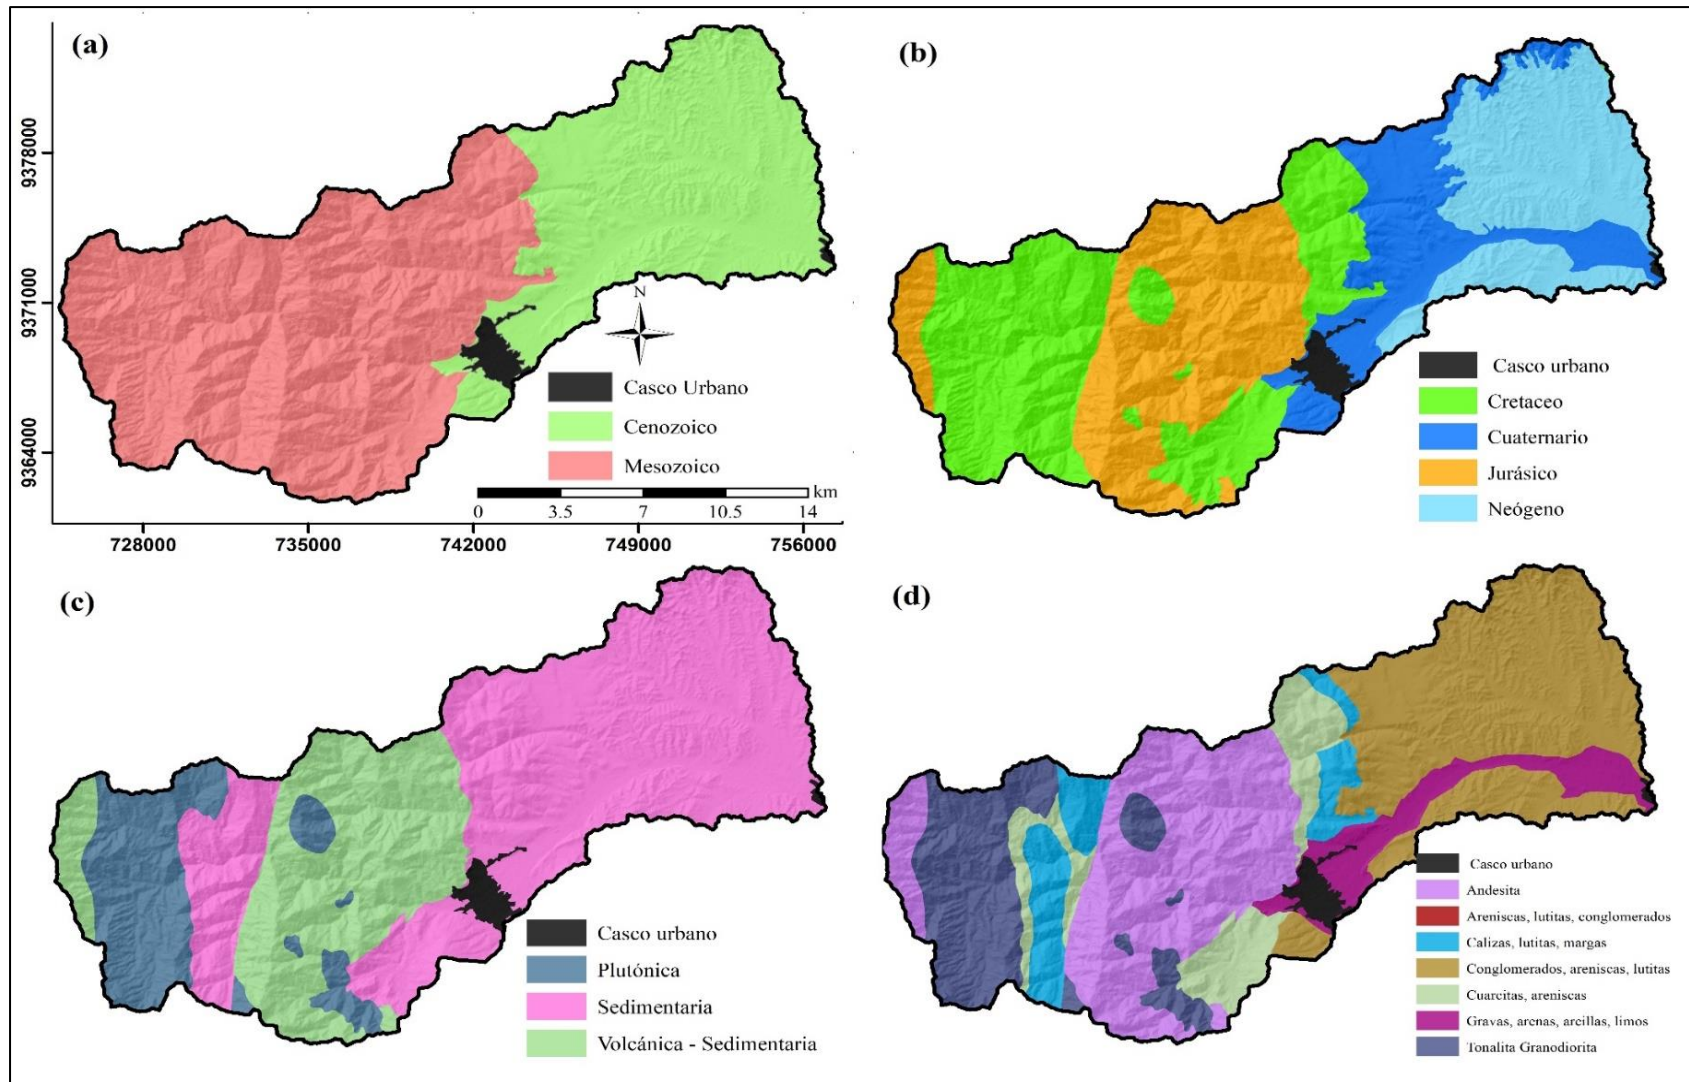 (a)
9378000
9371000
9364000
N
Casco Urbano
Cenozoico
Mesozoico
km
0 3.5 7 10.5 14
728000 735000 742000 749000 756000
(b)
Casco urbano
Cretaceo
Cuaternario
Jurásico
Neógeno
(c)
Casco urbano
Plutónica
Sedimentaria
Volcánica - Sedimentaria
(d)
Casco urbano
Andesita
Areniscas, lutitas, conglomerados
Calizas, lutitas, margas
Conglomerados, areniscas, lutitas
Cuarcitas, areniscas
Gravas, arenas, arcillas, limos
Tonalita Granodiorita